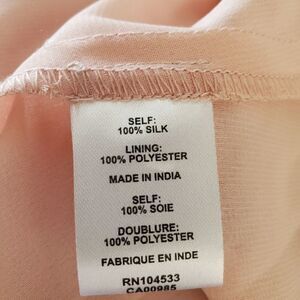 SELF:
100% SILK
LINING:
100% POLYESTER
MADE IN INDIA
SELF:
100% SOIE
DOUBLURE:
100% POLYESTER
FABRIQUE EN INDE
RN104533
CA00985